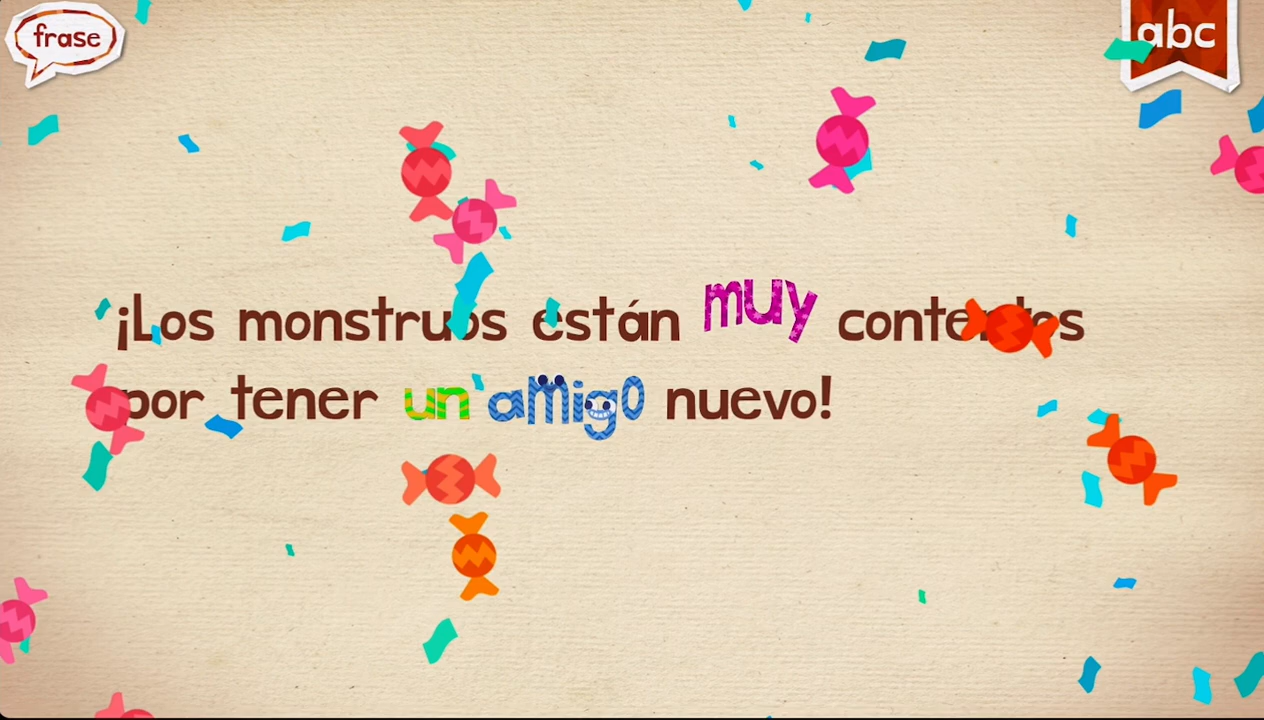 frase
abc
¡Los monstruos están muy contentos
por tener un amigo nuevo!